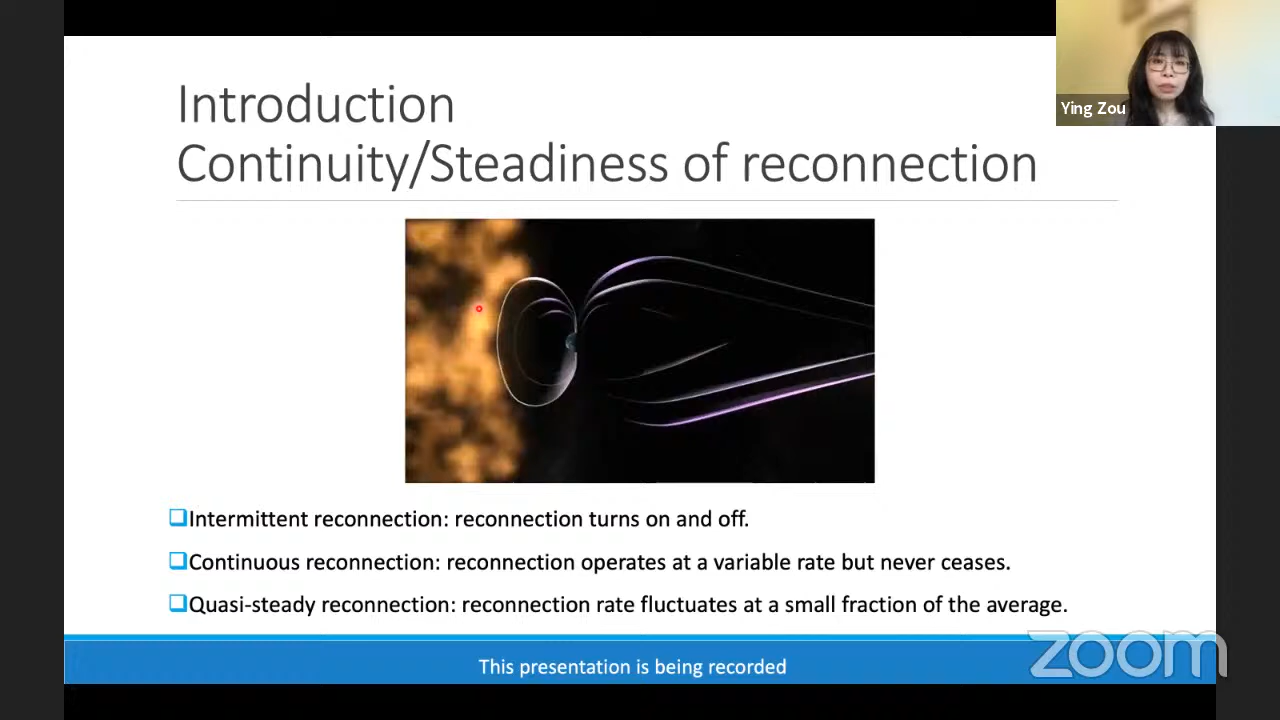 Introduction
Continuity/Steadiness of reconnection
Ying Zou
Intermittent reconnection: reconnection turns on and off.
Continuous reconnection: reconnection operates at a variable rate but never ceases.
Quasi-steady reconnection: reconnection rate fluctuates at a small fraction of the average.
This presentation is being recorded
zoom